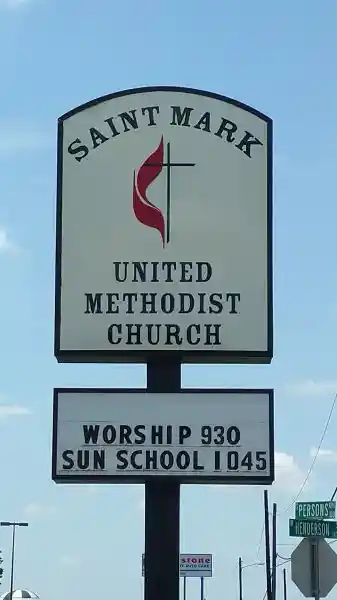 SAINT MARK
UNITED
METHODIST
CHURCH
WORSHIP 930
SUN SCHOOL 1045
PERSONS
HENDERSON